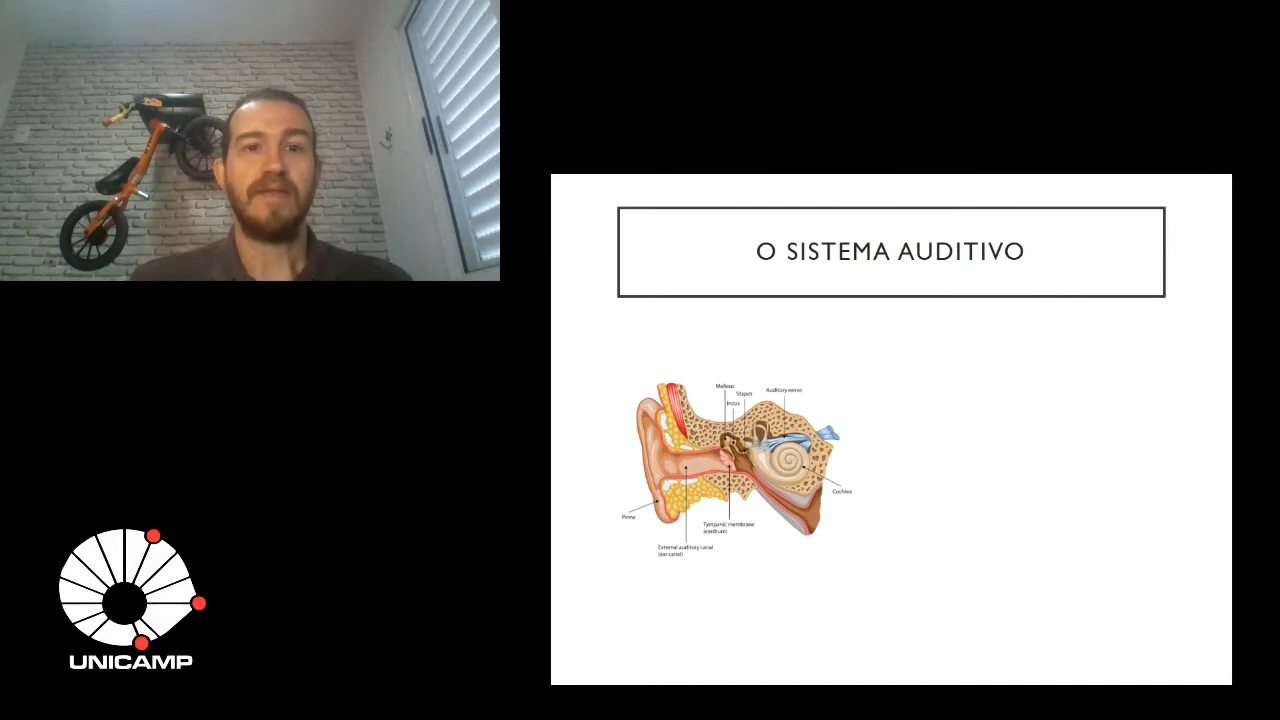 O SISTEMA AUDITIVO
Malleus
Stapes
Auditory nerve
Incus
Cochlea
Pinna
Tympanic membrane
(eardrum)
External auditory canal
(ear canal)
UNICAMP